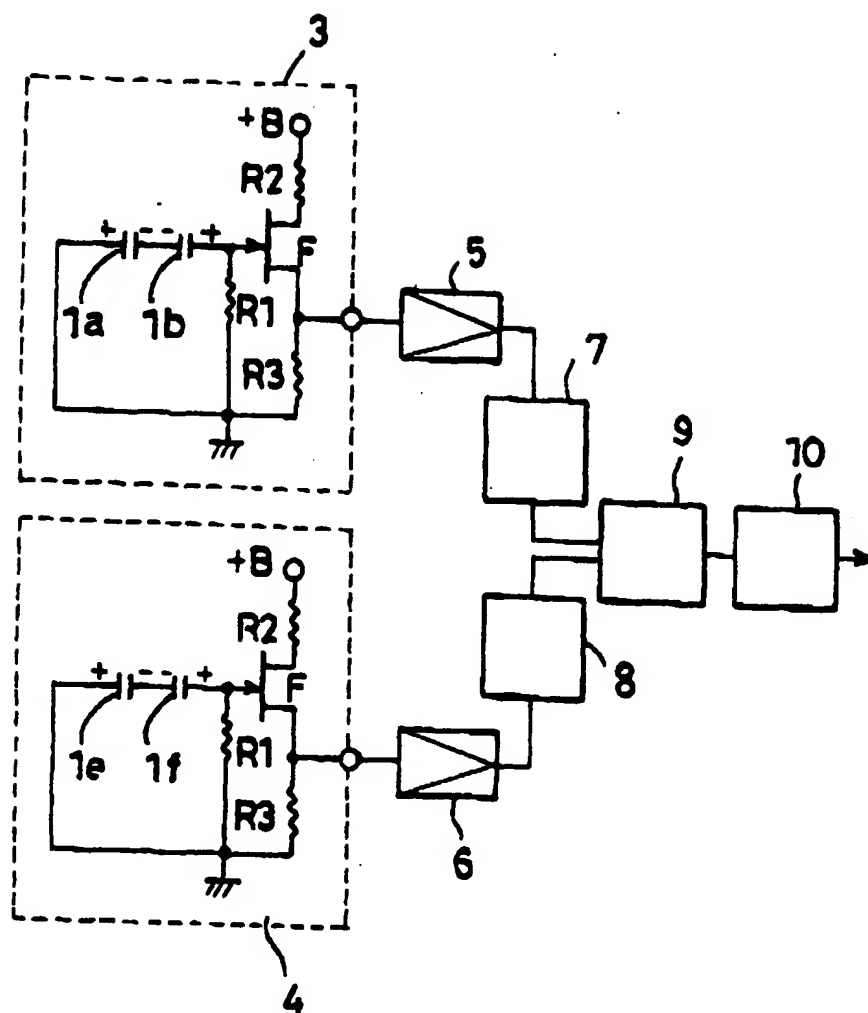 3
+B
R2
+ - - +
F
1a
1b
R1
R3
5
7
9
10
+B
R2
+ - - +
F
1e
1f
R1
R3
8
6
4